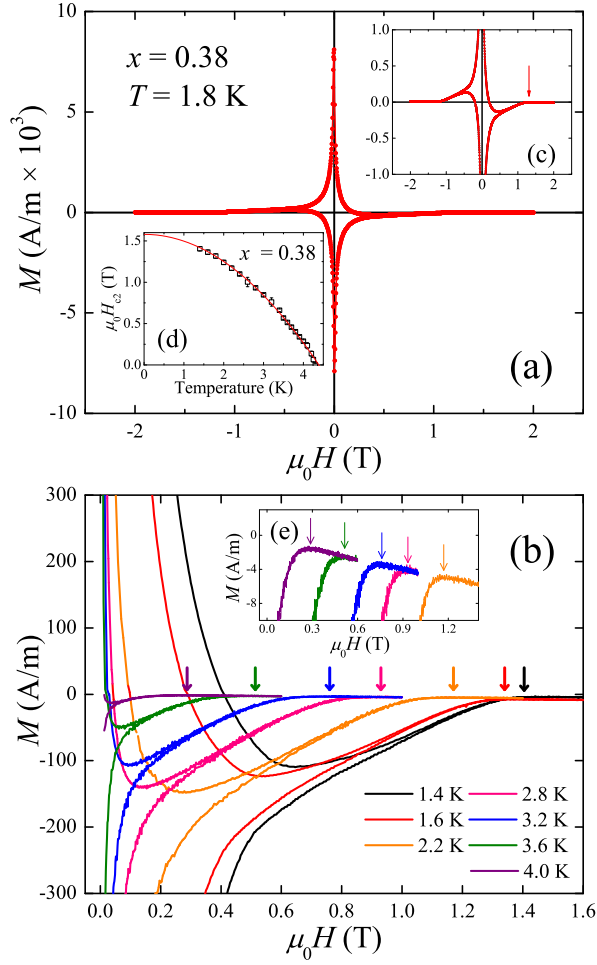 x = 0.38
T = 1.8 K
M (A/m × 10³)
10
5
0
-5
-10
-2
-1
0
1
2
μ₀H (T)
(a)
1.0
0.5
0.0
-0.5
-1.0
-2
-1
0
1
2
(c)
x = 0.38
μ₀H_c2 (T)
1.5
1.0
0.5
0.0
0
1
2
3
4
Temperature (K)
(d)
M (A/m)
300
200
100
0
-100
-200
-300
0.0
0.2
0.4
0.6
0.8
1.0
1.2
1.4
1.6
μ₀H (T)
(b)
(e)
M (A/m)
0
-4
-8
0.0
0.3
0.6
0.9
1.2
μ₀H (T)
1.4 K
1.6 K
2.2 K
2.8 K
3.2 K
3.6 K
4.0 K